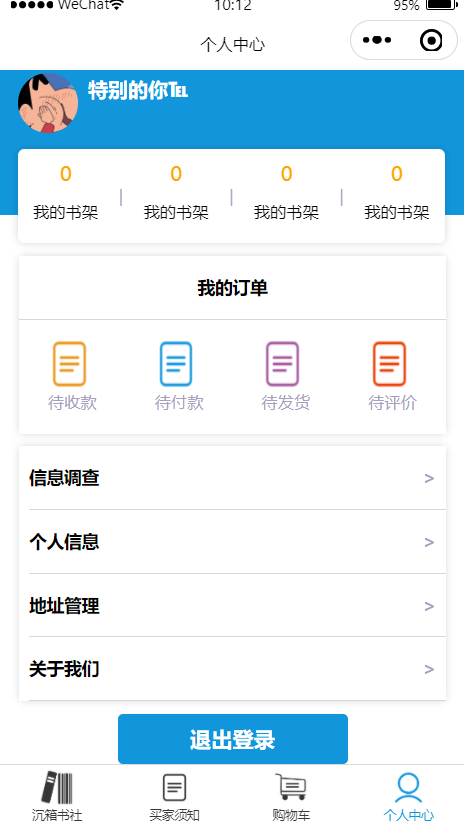 WeChat 10:12 95%
个人中心
特别的你℡
0 0 0 0
我的书架 | 我的书架 | 我的书架 | 我的书架
我的订单
待收款 待付款 待发货 待评价
信息调查 >
个人信息 >
地址管理 >
关于我们 >
退出登录
沉箱书社 买家须知 购物车 个人中心